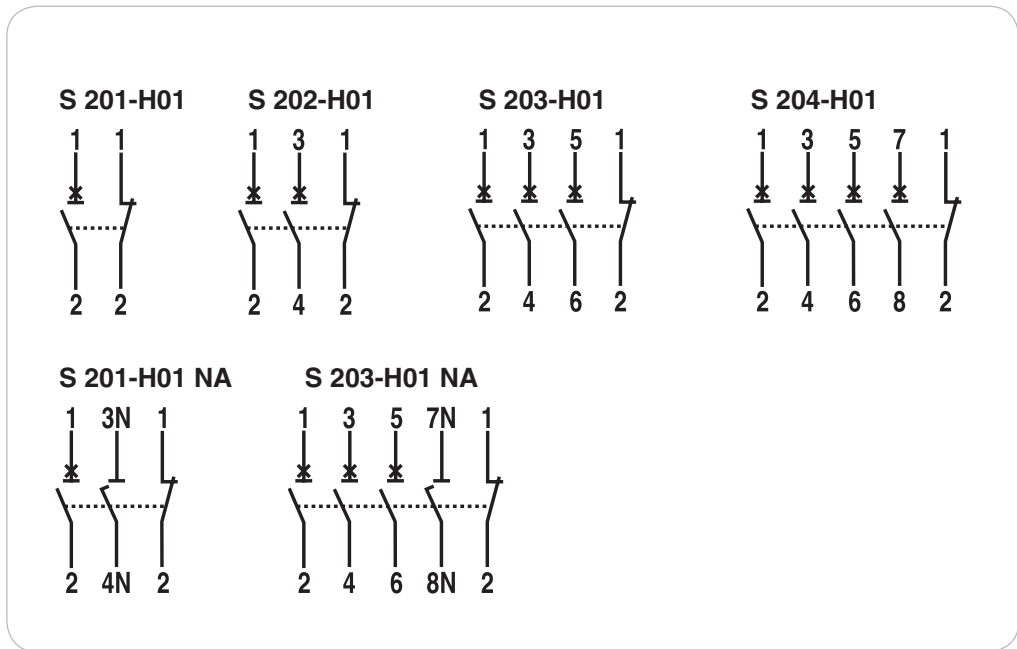 S 201-H01 S 202-H01 S 203-H01 S 204-H01
1 1 1 3 1 1 3 5 1 1 3 5 7 1
2 2 2 4 2 2 4 6 2 2 4 6 8 2
S 201-H01 NA S 203-H01 NA
1 3N 1 1 3 5 7N 1
2 4N 2 2 4 6 8N 2